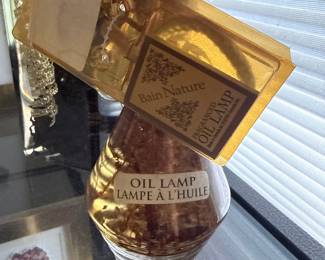 Bain Nature
OIL LAMP
OIL LAMP
LAMPE À L'HUILE